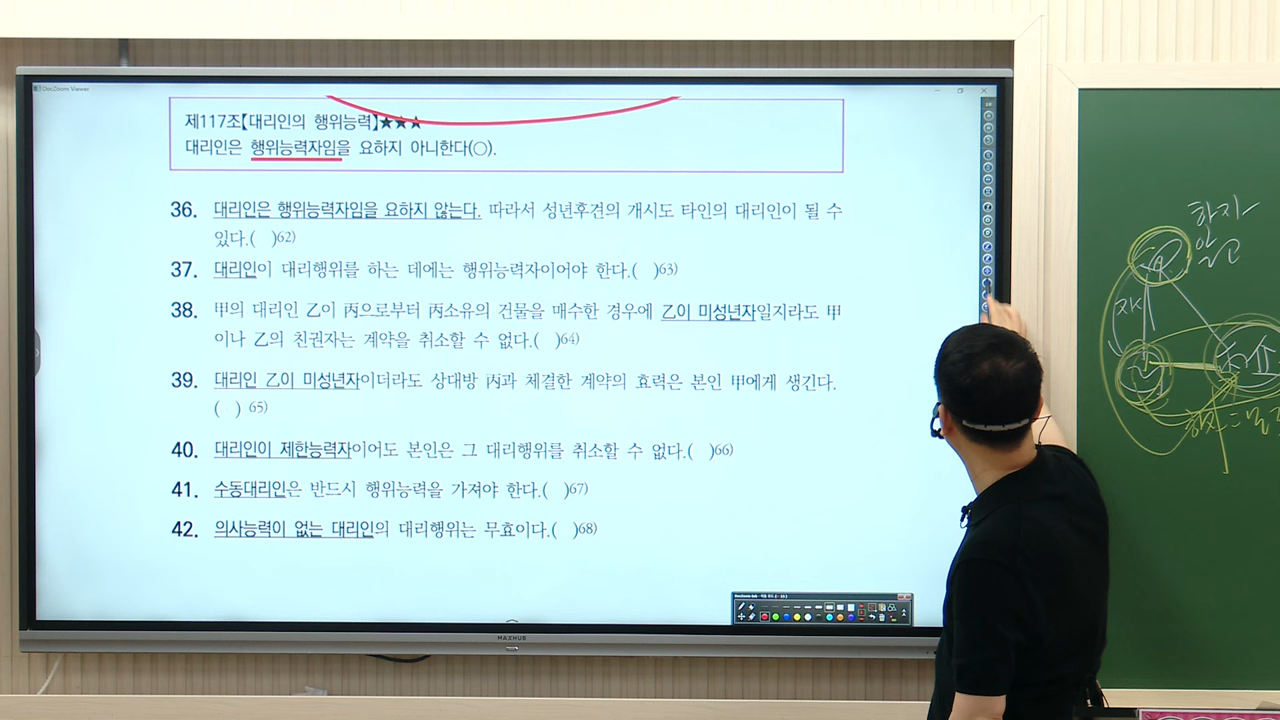 DocZoom Viewer
제117조【대리인의 행위능력】★★★
대리인은 행위능력자임을 요하지 아니한다(○).
36. 대리인은 행위능력자임을 요하지 않는다. 따라서 성년후견의 개시도 타인의 대리인이 될 수
있다.(  )62)
37. 대리인이 대리행위를 하는 데에는 행위능력자이어야 한다.(  )63)
38. 甲의 대리인 乙이 丙으로부터 丙소유의 건물을 매수한 경우에 乙이 미성년자일지라도 甲
이나 乙의 친권자는 계약을 취소할 수 없다.(  )64)
39. 대리인 乙이 미성년자이더라도 상대방 丙과 체결한 계약의 효력은 본인 甲에게 생긴다.
(  ) 65)
40. 대리인이 제한능력자이어도 본인은 그 대리행위를 취소할 수 없다.(  )66)
41. 수동대리인은 반드시 행위능력을 가져야 한다.(  )67)
42. 의사능력이 없는 대리인의 대리행위는 무효이다.(  )68)
MAXHUB